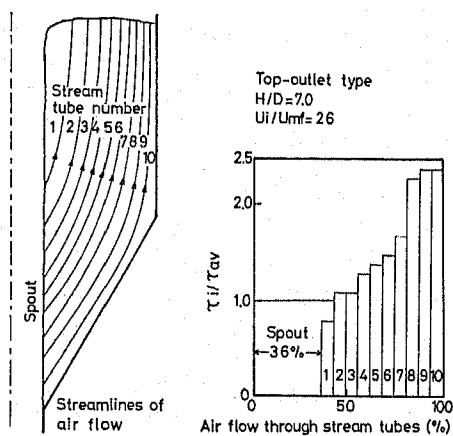 Stream
tube number
1 2 3 4 5 6
7 8 9
10
Spout
Streamlines of
air flow
Top-outlet type
H/D=7.0
Ui/Umf= 26
2.5
2,0
1,0
0
τi/τav
Spout
36%
1 2 3 4 5 6 7 8 9 10
0 50 100
Air flow through stream tubes (%)